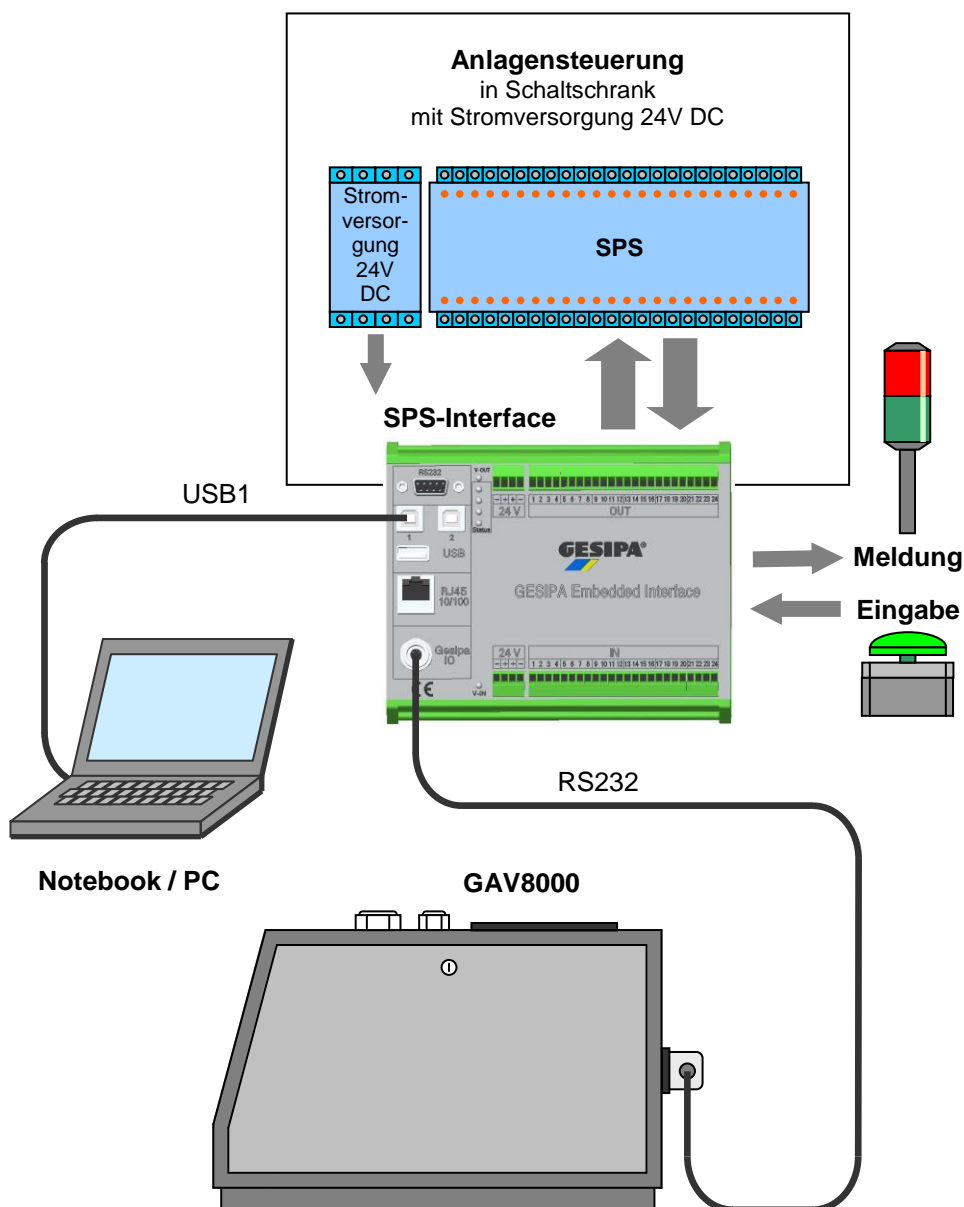 Anlagensteuerung
in Schaltschrank
mit Stromversorgung 24V DC
Strom-
versor-
gung
24V
DC
SPS
SPS-Interface
USB1
RS232
V-OUT
- + + -
1 2 3 4 5 6 7 8 9 10 11 12 13 14 15 16 17 18 19 20 21 22 23 24
24 V
OUT
1
2
Status
USB
GESIPA®
GESIPA Embedded Interface
RJ45
10/100
Gesipa
IO
24 V
IN
- + + -
1 2 3 4 5 6 7 8 9 10 11 12 13 14 15 16 17 18 19 20 21 22 23 24
CE
V-IN
Meldung
Eingabe
RS232
Notebook / PC
GAV8000